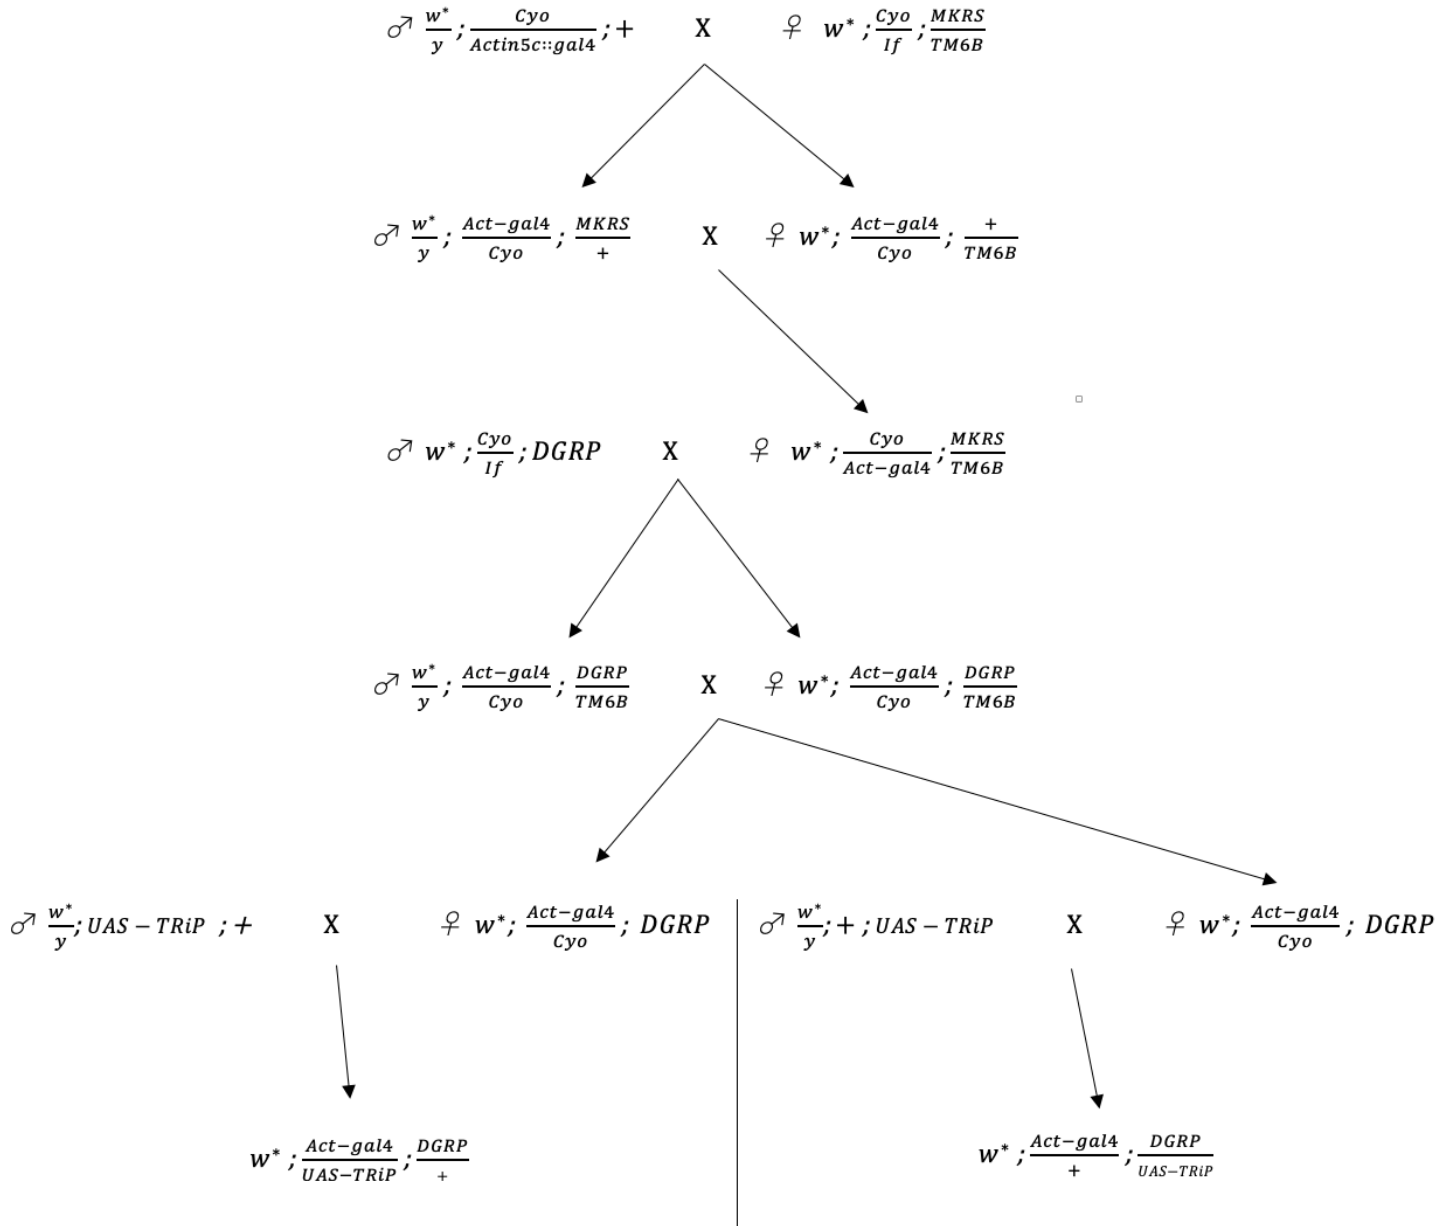 ♂ w*/y ; Cyo/Actin5c::gal4 ; + X ♀ w* ; Cyo/If ; MKRS/TM6B
♂ w*/y ; Act−gal4/Cyo ; MKRS/+ X ♀ w*; Act−gal4/Cyo ; +/TM6B
♂ w* ; Cyo/If ; DGRP X ♀ w* ; Cyo/Act−gal4 ; MKRS/TM6B
♂ w*/y ; Act−gal4/Cyo ; DGRP/TM6B X ♀ w*; Act−gal4/Cyo ; DGRP/TM6B
♂ w*/y ; UAS − TRiP ; + X ♀ w*; Act−gal4/Cyo ; DGRP
♂ w*/y ; + ; UAS − TRiP X ♀ w*; Act−gal4/Cyo ; DGRP
w* ; Act−gal4/UAS−TRiP ; DGRP/+
w* ; Act−gal4/+ ; DGRP/UAS−TRiP